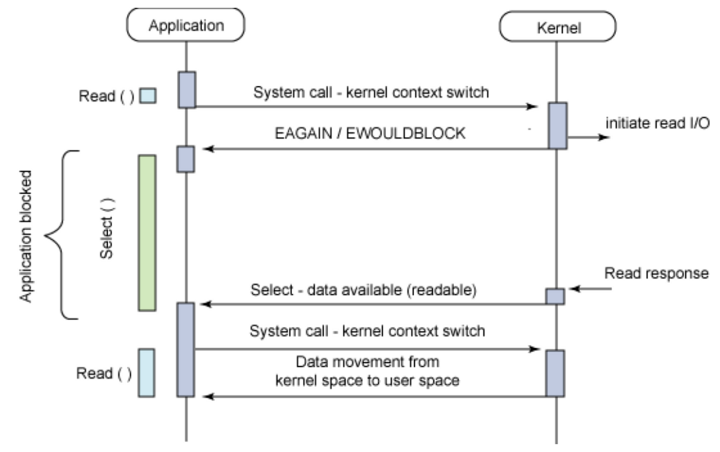 Application
Kernel
Read ( )
System call - kernel context switch
initiate read I/O
EAGAIN / EWOULDBLOCK
Application blocked
Select ( )
Read response
Select - data available (readable)
System call - kernel context switch
Read ( )
Data movement from
kernel space to user space